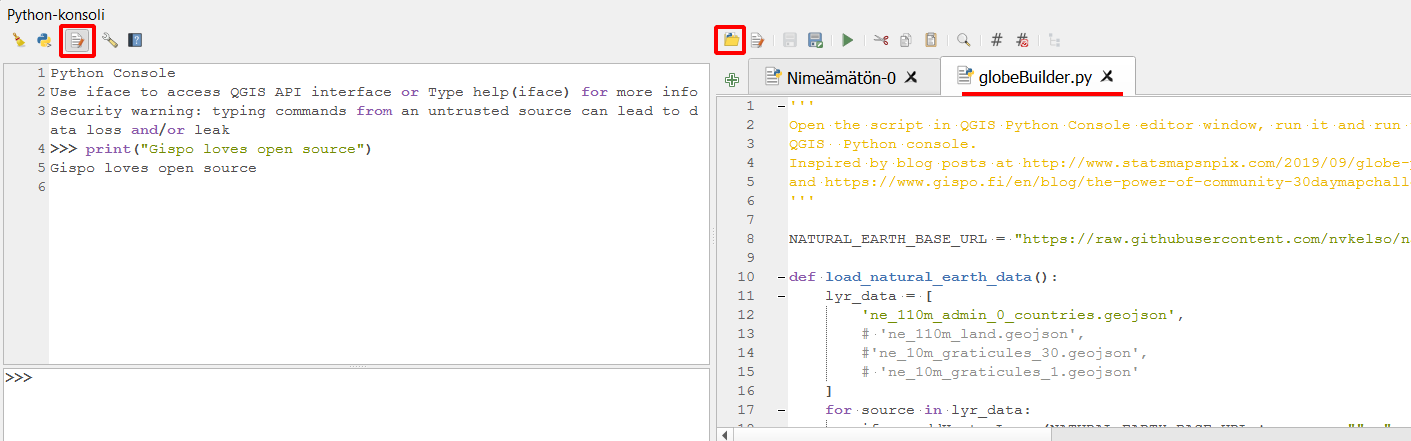 Python-konsoli
1 Python Console
2 Use iface to access QGIS API interface or Type help(iface) for more info
3 Security warning: typing commands from an untrusted source can lead to d
ata loss and/or leak
4 >>> print("Gispo loves open source")
5 Gispo loves open source
6
>>>
Nimeämätön-0
globeBuilder.py
1 '''
2 Open the script in QGIS Python Console editor window, run it and run
3 QGIS Python console.
4 Inspired by blog posts at http://www.statsmapsnpix.com/2019/09/globe-
5 and https://www.gispo.fi/en/blog/the-power-of-community-30daymapchall
6 '''
7
8 NATURAL_EARTH_BASE_URL = "https://raw.githubusercontent.com/nvkelso/n
9
10 def load_natural_earth_data():
11 lyr_data = [
12 'ne_110m_admin_0_countries.geojson',
13 # 'ne_110m_land.geojson',
14 #'ne_10m_graticules_30.geojson',
15 # 'ne_10m_graticules_1.geojson'
16 ]
17 for source in lyr_data: